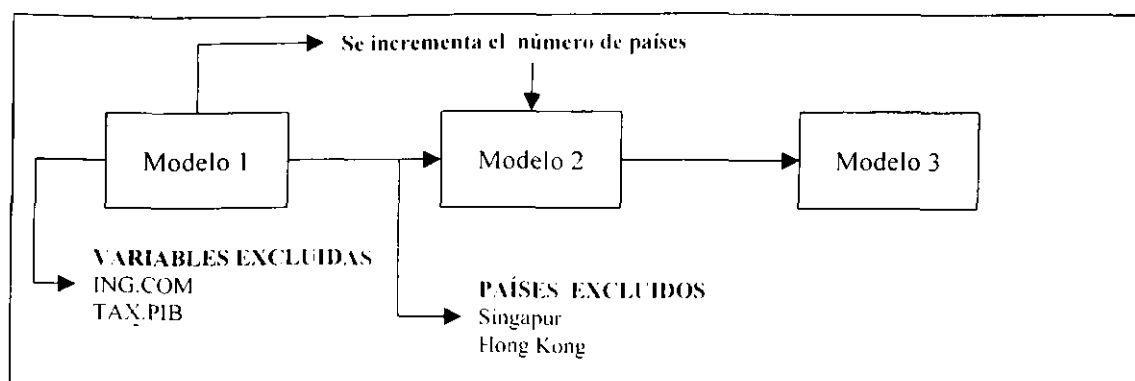 Se incrementa el número de países
Modelo 1
Modelo 2
Modelo 3
VARIABLES EXCLUIDAS
ING.COM
TAX.PIB
PAÍSES EXCLUIDOS
Singapur
Hong Kong